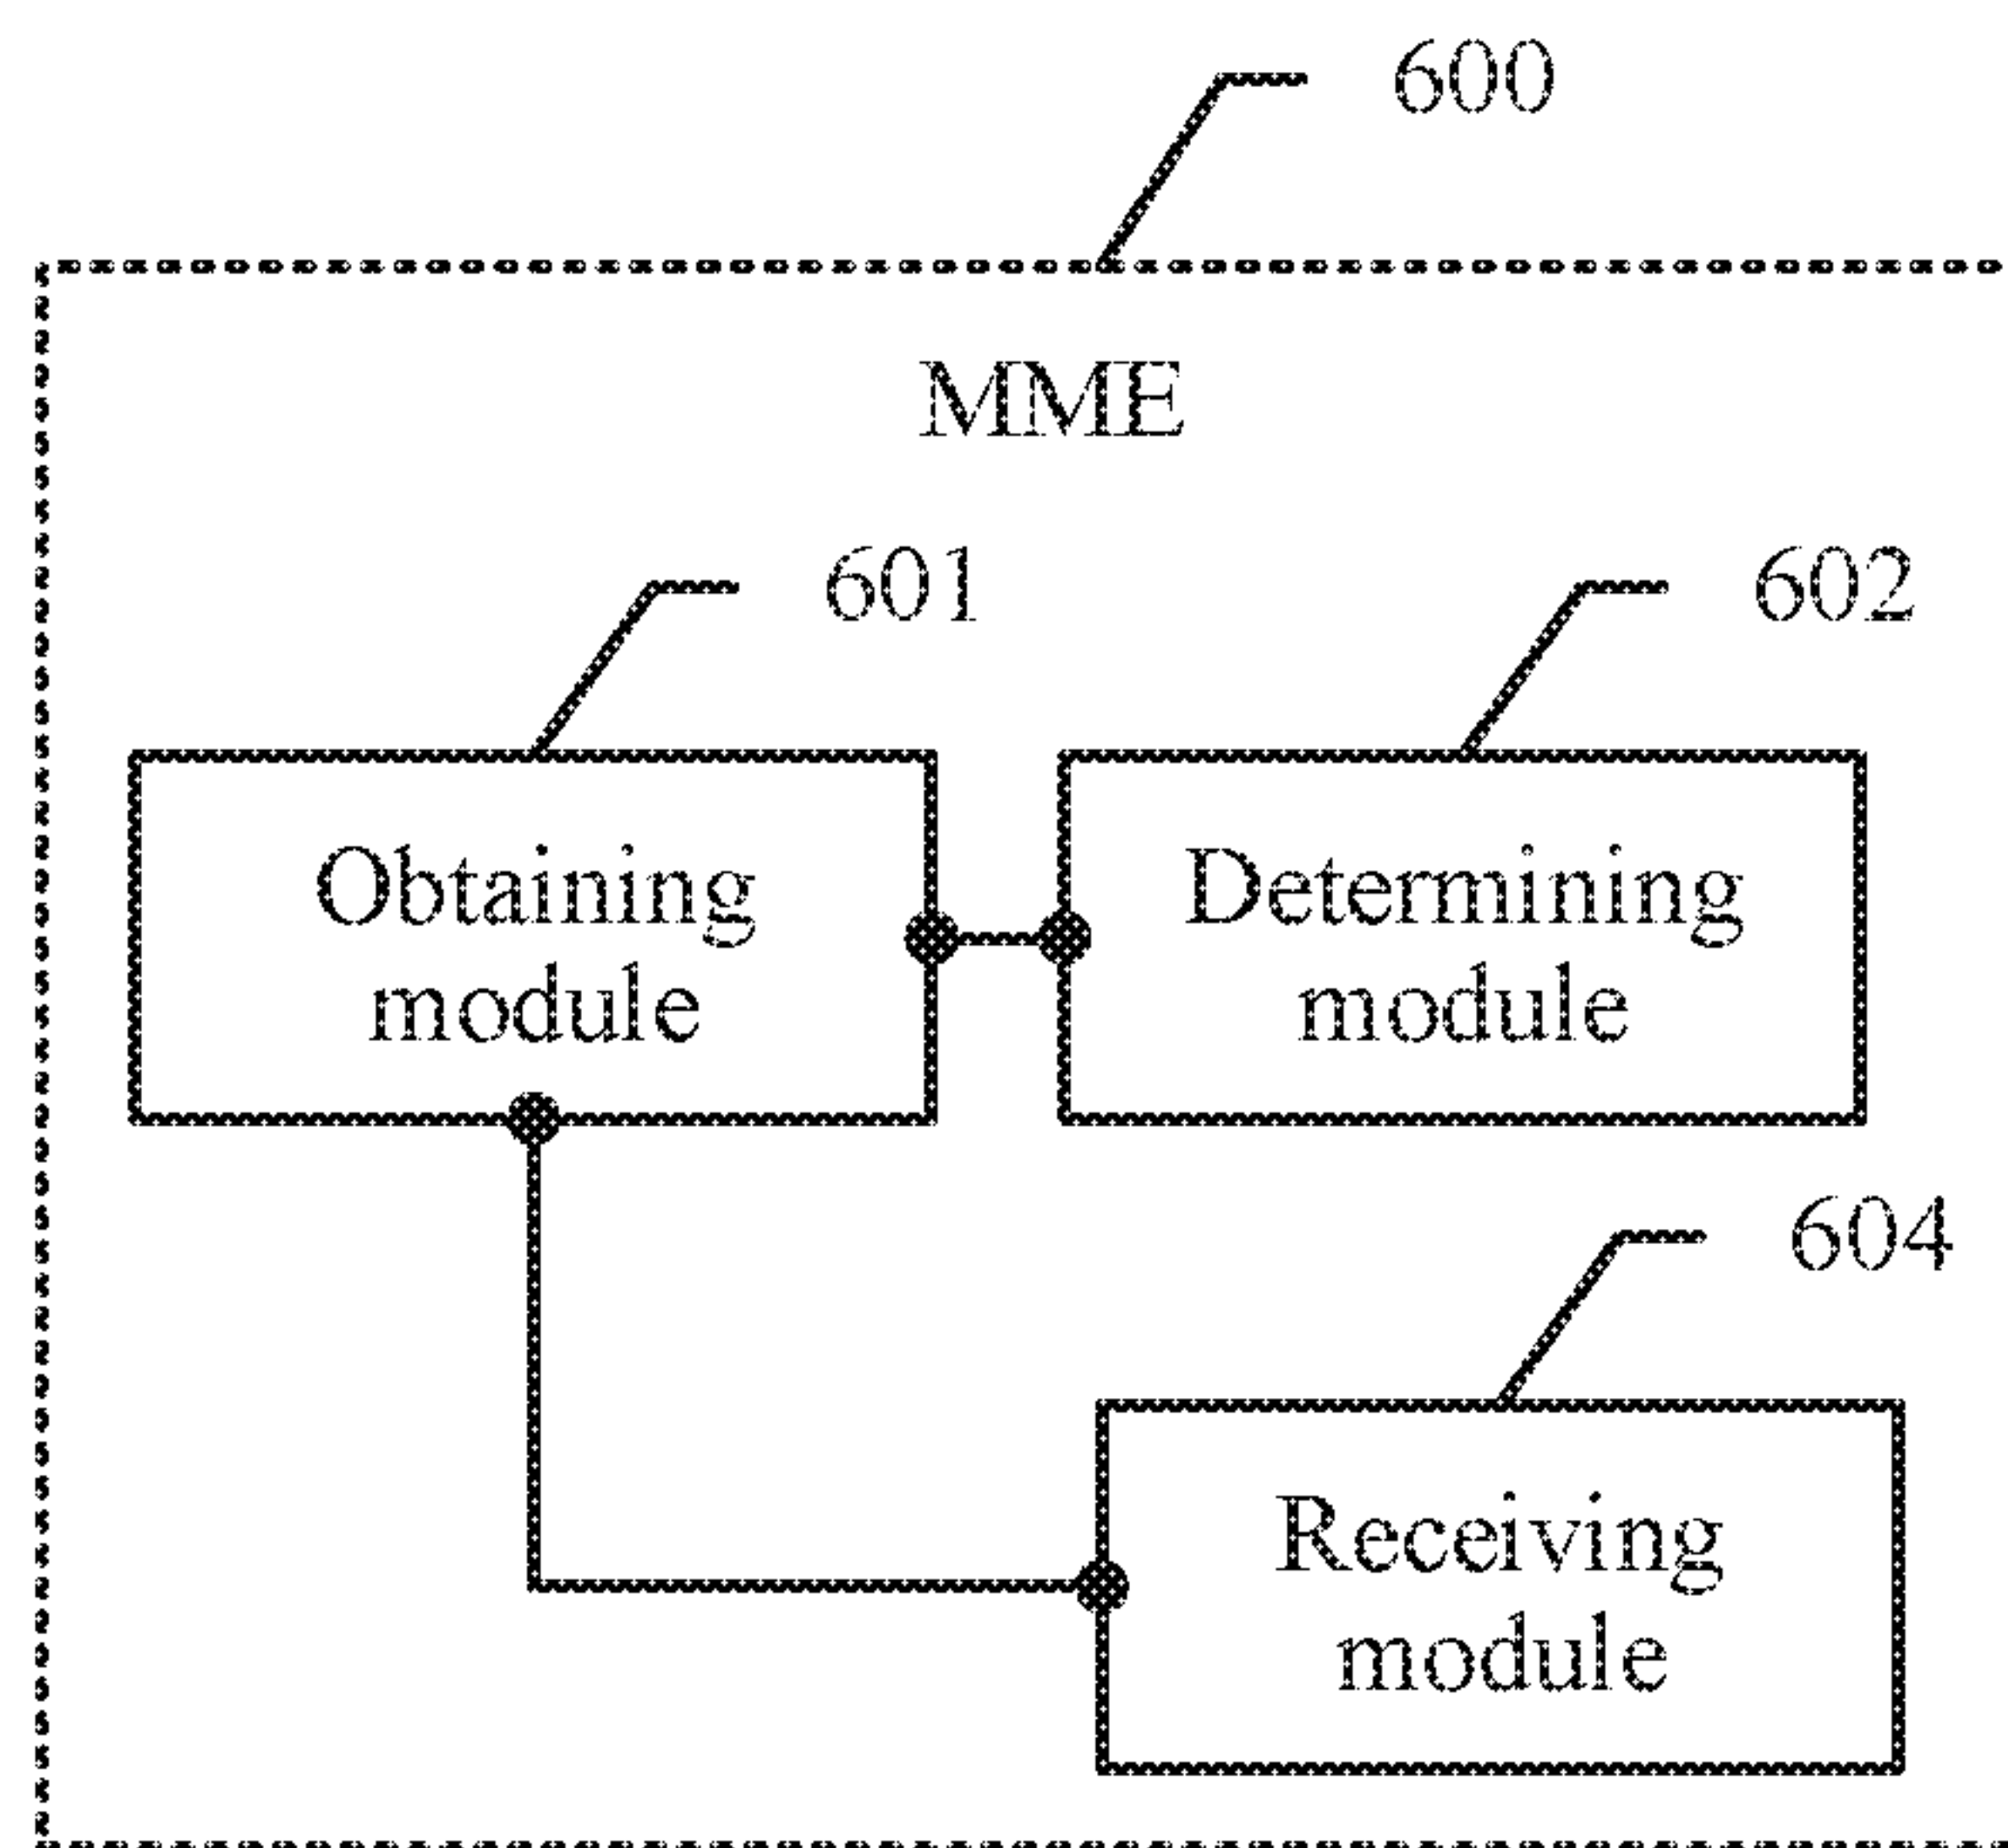 600
MME
601
602
Obtaining
module
Determining
module
604
Receiving
module